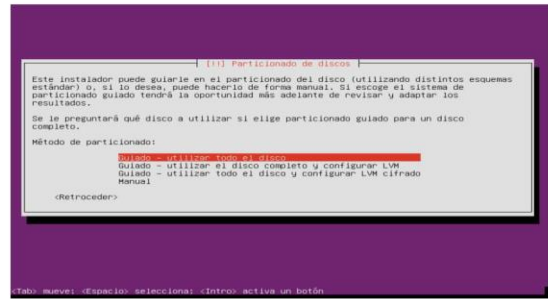 [!!] Particionado de discos
Este instalador puede guiarle en el particionado del disco (utilizando distintos esquemas
estándar) o, si lo desea, puede hacerlo de forma manual. Si escoge el sistema de
particionado guiado tendrá la oportunidad más adelante de revisar y adaptar los
resultados.
Se le preguntará qué disco a utilizar si elige particionado guiado para un disco
completo.
Método de particionado:
Guiado - utilizar todo el disco
Guiado - utilizar el disco completo y configurar LVM
Guiado - utilizar todo el disco y configurar LVM cifrado
Manual
<Retroceder>
<Tab> mueve; <Espacio> selecciona; <Intro> activa un botón